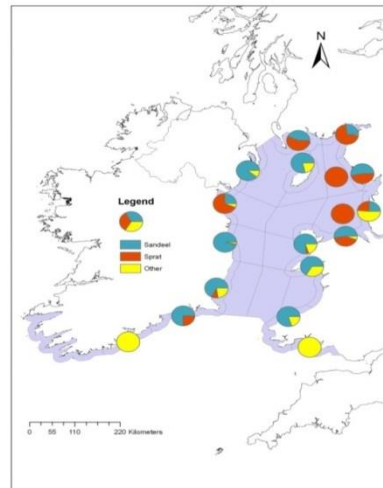 N
Legend
Sandeel
Sprat
Other
0 55 110 220 Kilometers